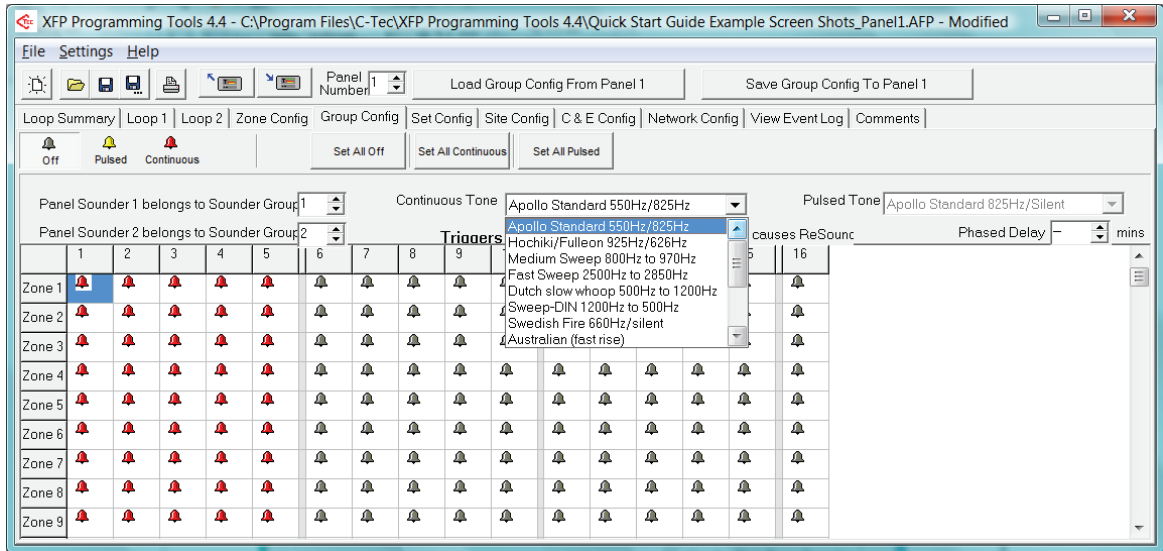 XFP Programming Tools 4.4 - C:\Program Files\C-Tec\XFP Programming Tools 4.4\Quick Start Guide Example Screen Shots_Panel1.AFP - Modified
File Settings Help
Panel Number 1 Load Group Config From Panel 1 Save Group Config To Panel 1
Loop Summary Loop 1 Loop 2 Zone Config Group Config Set Config Site Config C & E Config Network Config View Event Log Comments
Off Pulsed Continuous Set All Off Set All Continuous Set All Pulsed
Panel Sounder 1 belongs to Sounder Group 1 Continuous Tone Apollo Standard 550Hz/825Hz Pulsed Tone Apollo Standard 825Hz/Silent
Panel Sounder 2 belongs to Sounder Group 2 Triggers causes ReSound Phased Delay -- mins
Apollo Standard 550Hz/825Hz
Hochiki/Fulleon 925Hz/626Hz
Medium Sweep 800Hz to 970Hz
Fast Sweep 2500Hz to 2850Hz
Dutch slow whoop 500Hz to 1200Hz
Sweep-DIN 1200Hz to 500Hz
Swedish Fire 660Hz/silent
Australian (fast rise)
1 2 3 4 5 6 7 8 9 16
Zone 1
Zone 2
Zone 3
Zone 4
Zone 5
Zone 6
Zone 7
Zone 8
Zone 9